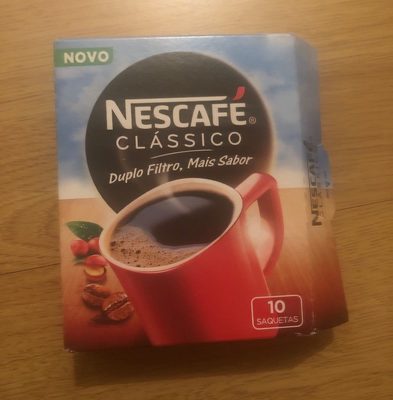 NOVO
NESCAFÉ®
CLÁSSICO
Duplo Filtro, Mais Sabor
10
SAQUETAS
NESCAFÉ